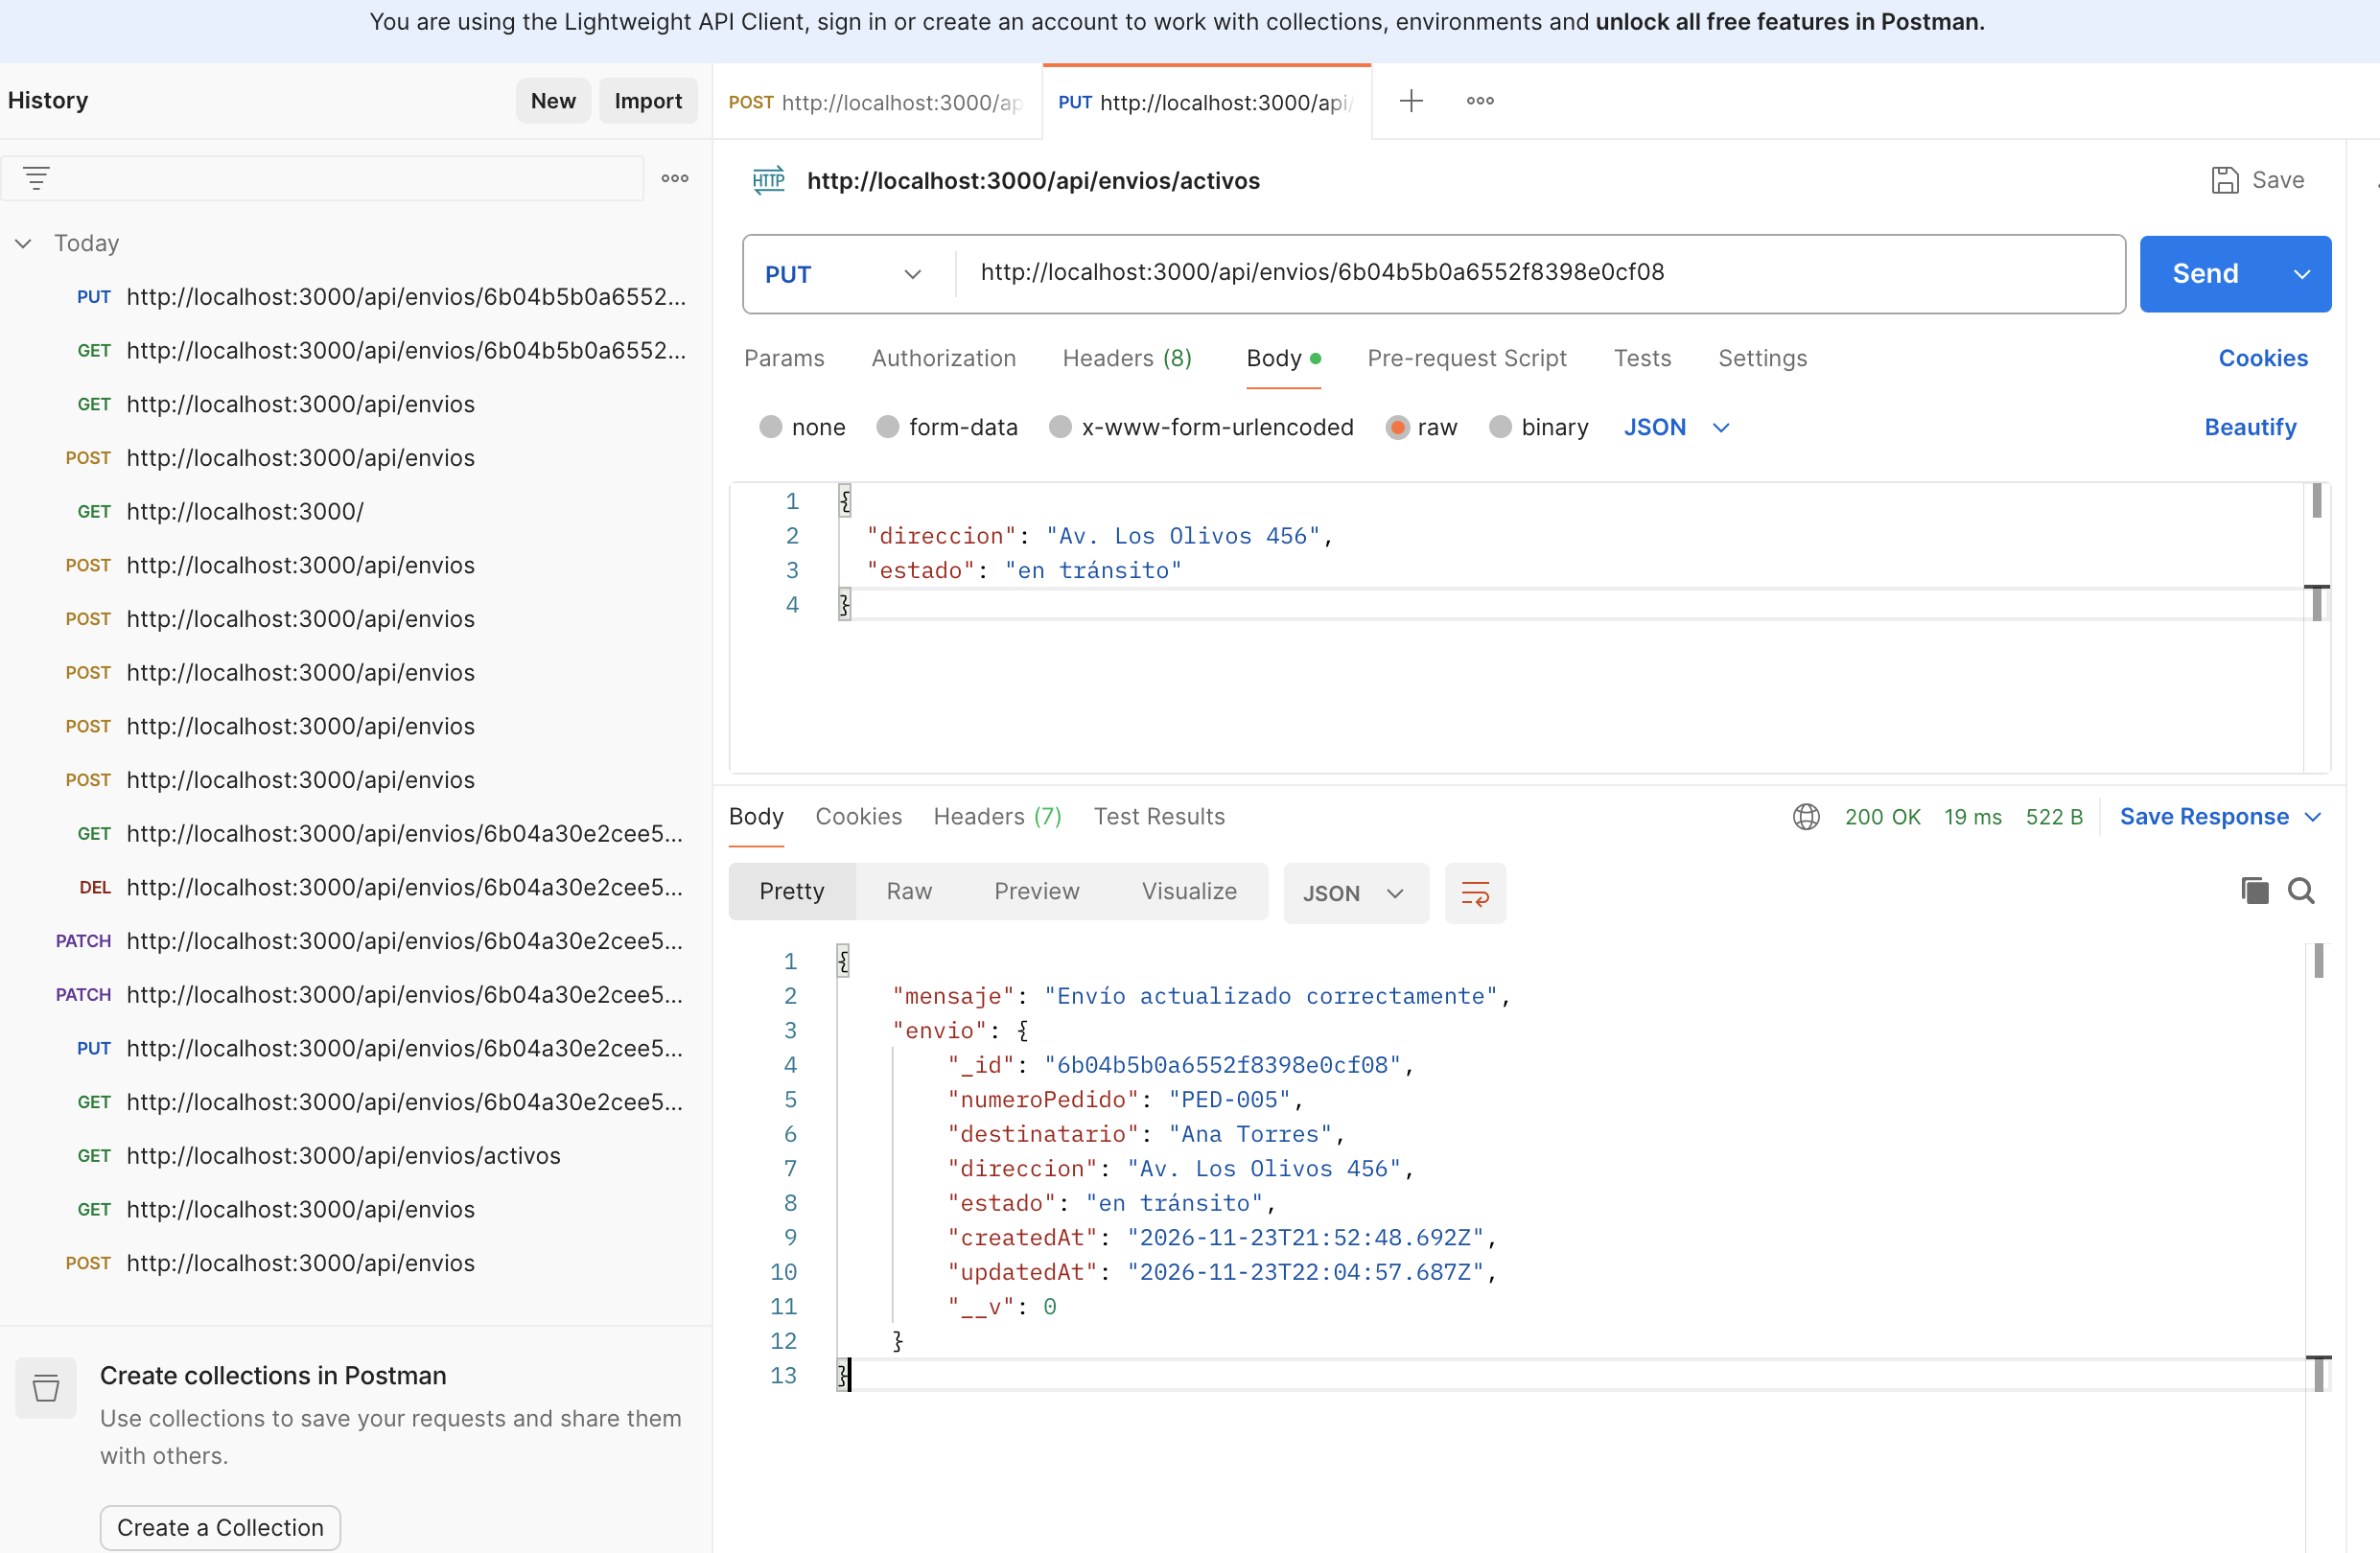 You are using the Lightweight API Client, sign in or create an account to work with collections, environments and unlock all free features in Postman.
History
New
Import
Today
PUT http://localhost:3000/api/envios/6b04b5b0a6552...
GET http://localhost:3000/api/envios/6b04b5b0a6552...
GET http://localhost:3000/api/envios
POST http://localhost:3000/api/envios
GET http://localhost:3000/
POST http://localhost:3000/api/envios
POST http://localhost:3000/api/envios
POST http://localhost:3000/api/envios
POST http://localhost:3000/api/envios
POST http://localhost:3000/api/envios
GET http://localhost:3000/api/envios/6b04a30e2cee5...
DEL http://localhost:3000/api/envios/6b04a30e2cee5...
PATCH http://localhost:3000/api/envios/6b04a30e2cee5...
PATCH http://localhost:3000/api/envios/6b04a30e2cee5...
PUT http://localhost:3000/api/envios/6b04a30e2cee5...
GET http://localhost:3000/api/envios/6b04a30e2cee5...
GET http://localhost:3000/api/envios/activos
GET http://localhost:3000/api/envios
POST http://localhost:3000/api/envios
Create collections in Postman
Use collections to save your requests and share them
with others.
Create a Collection
POST http://localhost:3000/ap
PUT http://localhost:3000/api/
HTTP http://localhost:3000/api/envios/activos
Save
PUT http://localhost:3000/api/envios/6b04b5b0a6552f8398e0cf08
Send
Params Authorization Headers (8) Body Pre-request Script Tests Settings Cookies
none form-data x-www-form-urlencoded raw binary JSON Beautify
1 {
2 "direccion": "Av. Los Olivos 456",
3 "estado": "en tránsito"
4 }
Body Cookies Headers (7) Test Results 200 OK 19 ms 522 B Save Response
Pretty Raw Preview Visualize JSON
1 {
2 "mensaje": "Envío actualizado correctamente",
3 "envio": {
4 "_id": "6b04b5b0a6552f8398e0cf08",
5 "numeroPedido": "PED-005",
6 "destinatario": "Ana Torres",
7 "direccion": "Av. Los Olivos 456",
8 "estado": "en tránsito",
9 "createdAt": "2026-11-23T21:52:48.692Z",
10 "updatedAt": "2026-11-23T22:04:57.687Z",
11 "__v": 0
12 }
13 }